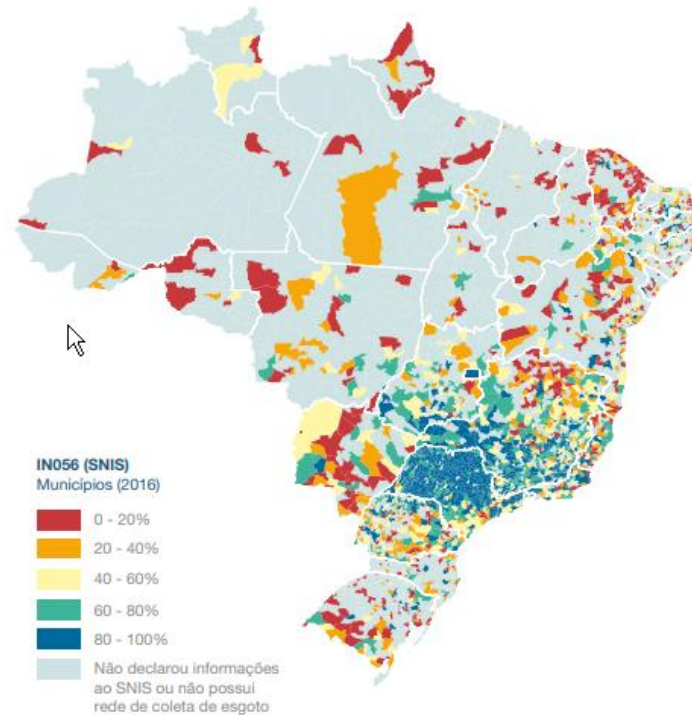 IN056 (SNIS)
Municípios (2016)
0 - 20%
20 - 40%
40 - 60%
60 - 80%
80 - 100%
Não declarou informações
ao SNIS ou não possui
rede de coleta de esgoto